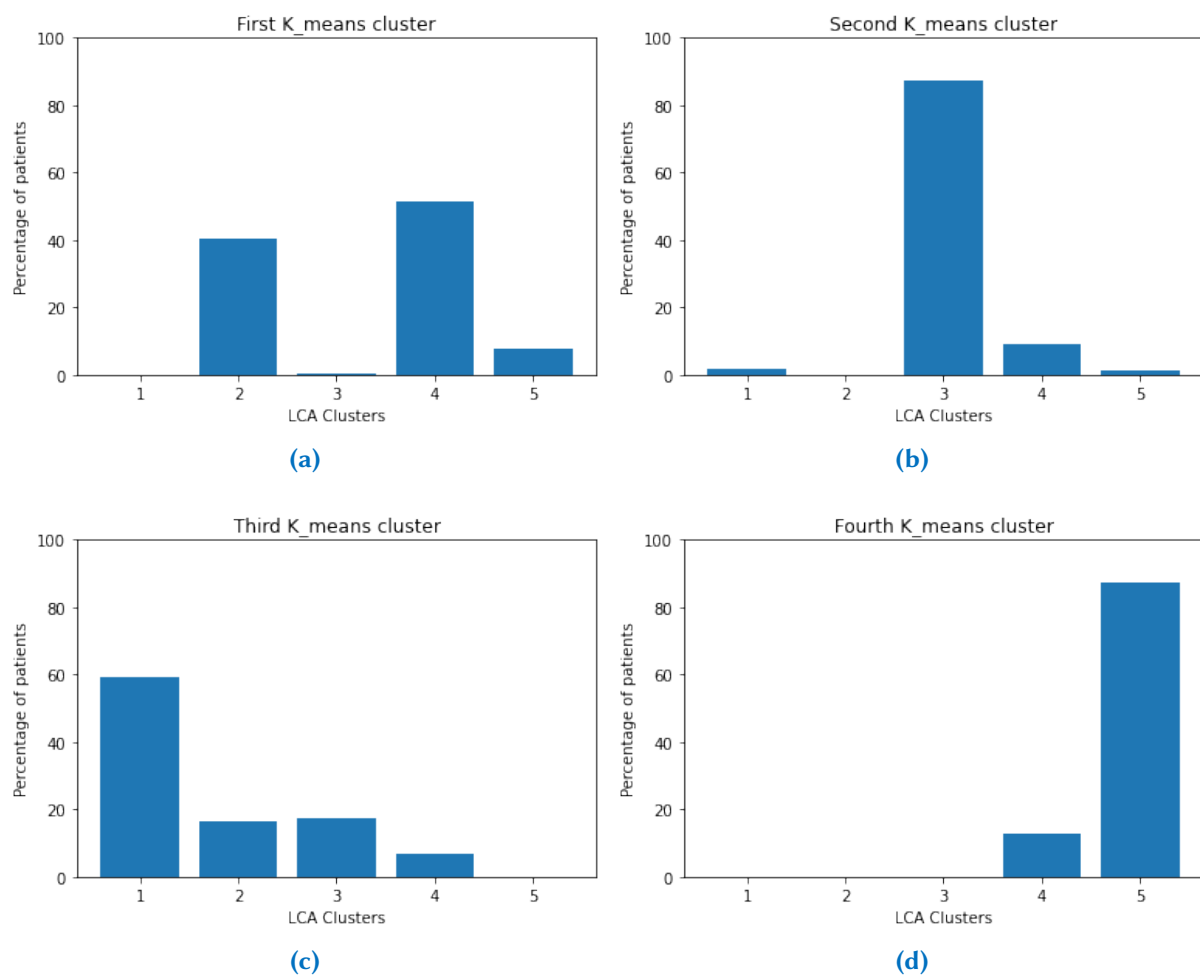 First K_means cluster
100
80
60
40
20
0
Percentage of patients
1 2 3 4 5
LCA Clusters
(a)
Second K_means cluster
100
80
60
40
20
0
Percentage of patients
1 2 3 4 5
LCA Clusters
(b)
Third K_means cluster
100
80
60
40
20
0
Percentage of patients
1 2 3 4 5
LCA Clusters
(c)
Fourth K_means cluster
100
80
60
40
20
0
Percentage of patients
1 2 3 4 5
LCA Clusters
(d)